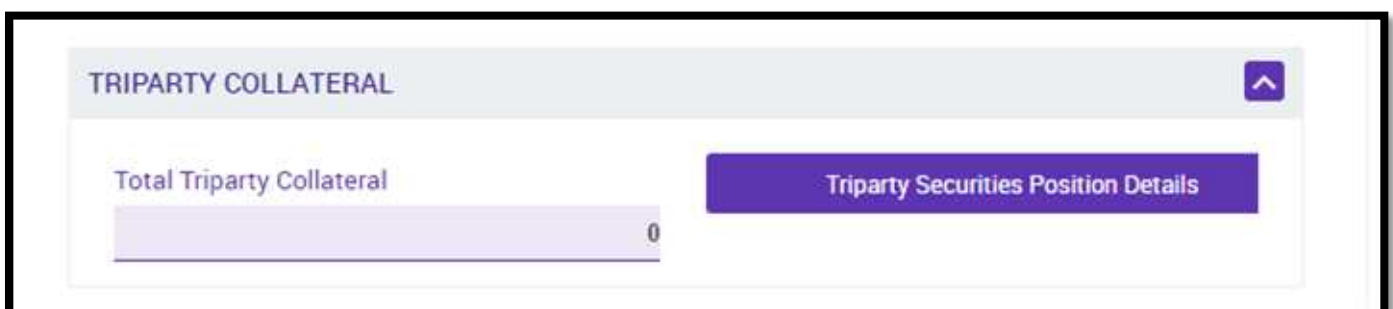 TRIPARTY COLLATERAL
Total Triparty Collateral
Triparty Securities Position Details
0